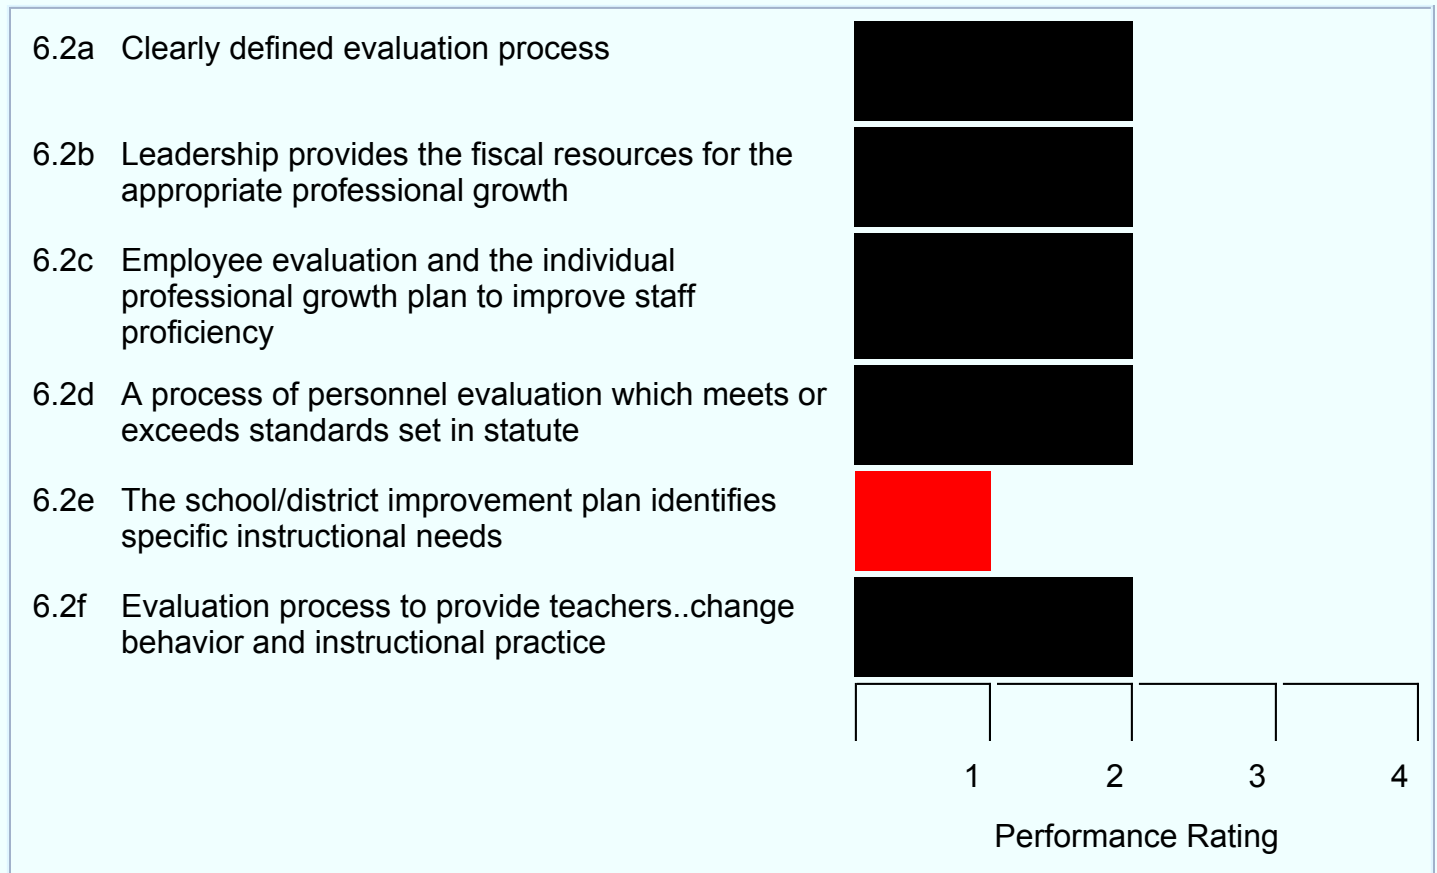 6.2a Clearly defined evaluation process
6.2b Leadership provides the fiscal resources for the
appropriate professional growth
6.2c Employee evaluation and the individual
professional growth plan to improve staff
proficiency
6.2d A process of personnel evaluation which meets or
exceeds standards set in statute
6.2e The school/district improvement plan identifies
specific instructional needs
6.2f Evaluation process to provide teachers..change
behavior and instructional practice
1 2 3 4
Performance Rating